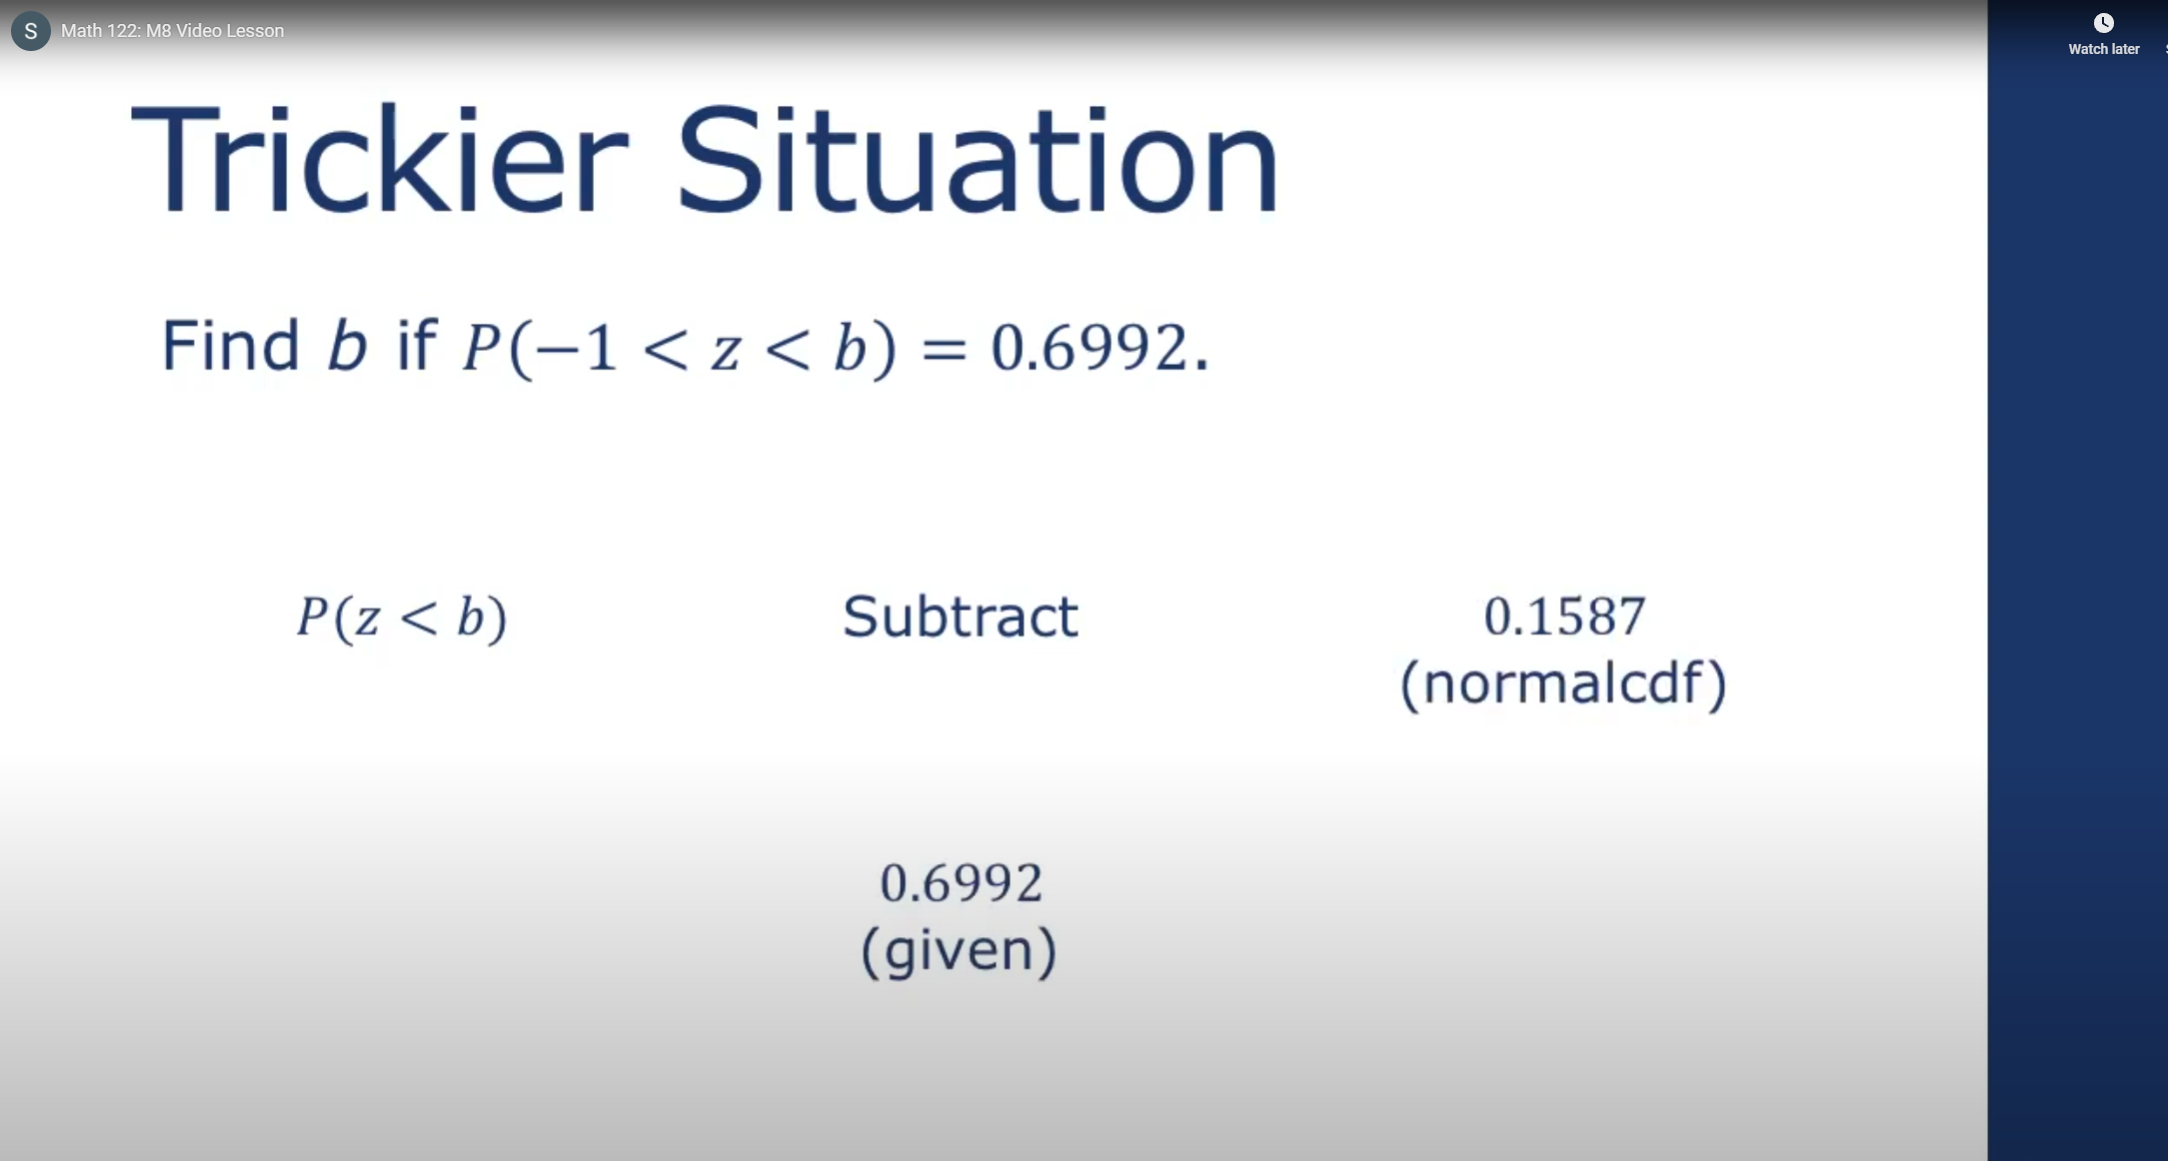 S Math 122: M8 Video Lesson
Watch later
Trickier Situation
Find b if P(−1 < z < b) = 0.6992.
P(z < b)
Subtract
0.1587
(normalcdf)
0.6992
(given)